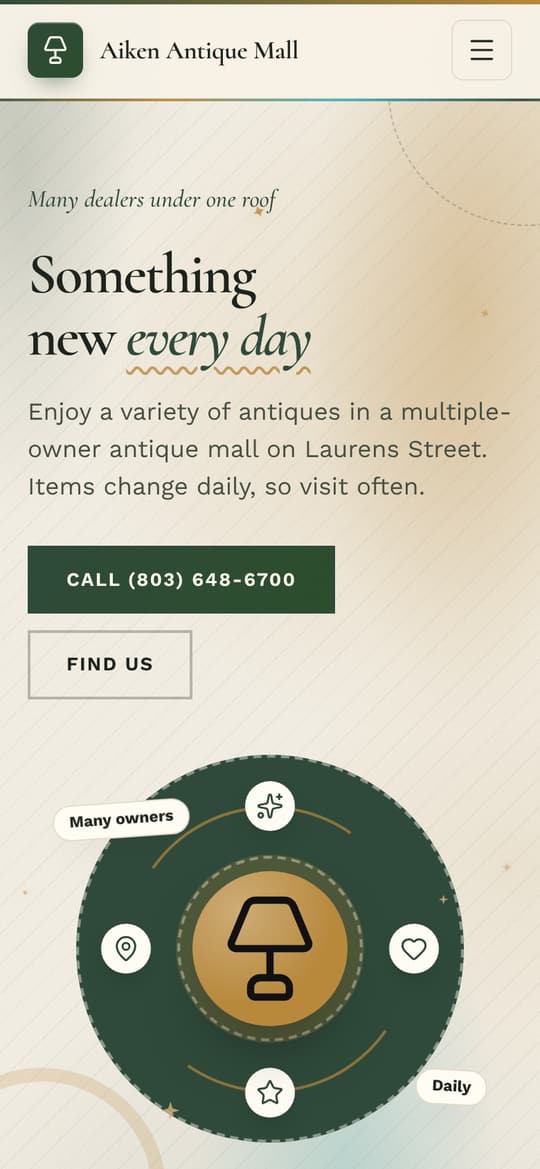 Aiken Antique Mall
Many dealers under one roof
Something
new every day
Enjoy a variety of antiques in a multiple-
owner antique mall on Laurens Street.
Items change daily, so visit often.
CALL (803) 648-6700
FIND US
Many owners
Daily